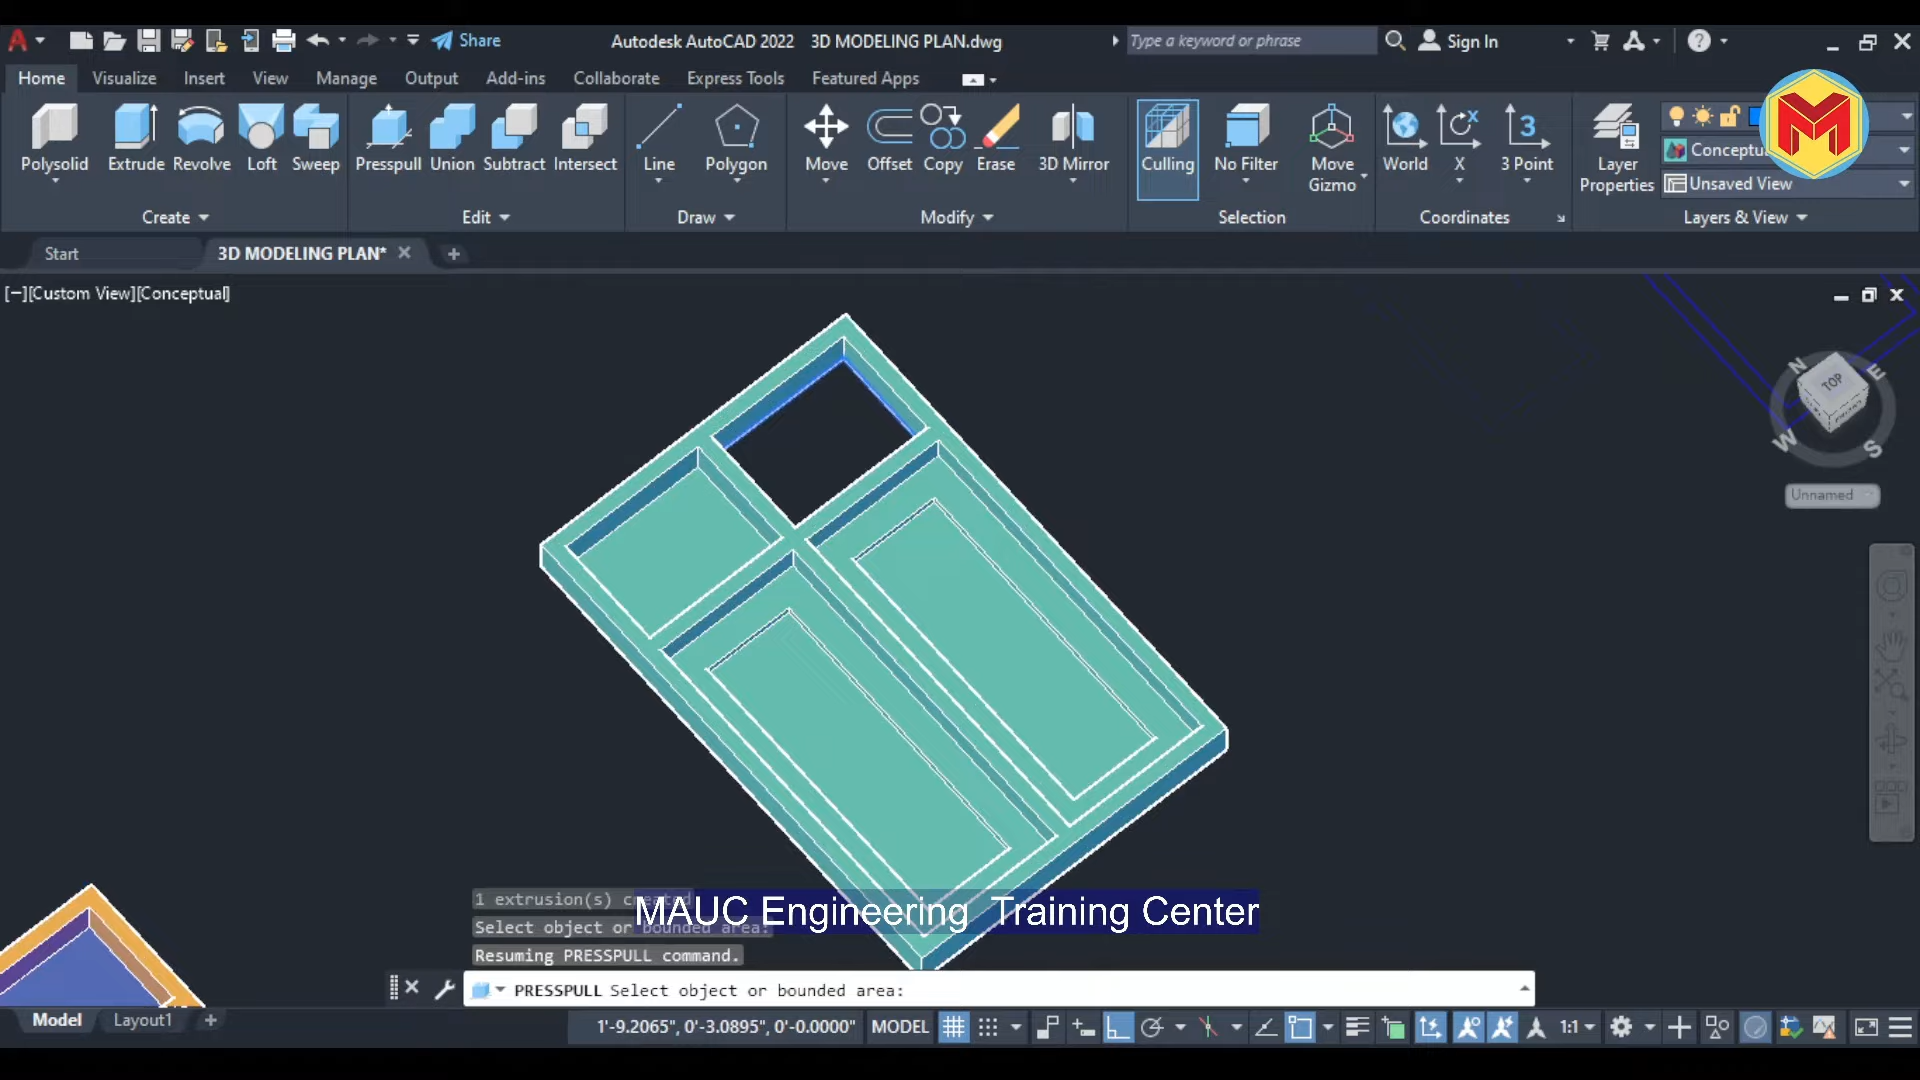 Share
Autodesk AutoCAD 2022 3D MODELING PLAN.dwg
Type a keyword or phrase
Sign In
Home Visualize Insert View Manage Output Add-ins Collaborate Express Tools Featured Apps
Polysolid Extrude Revolve Loft Sweep Presspull Union Subtract Intersect Line Polygon Move Offset Copy Erase 3D Mirror Culling No Filter Move Gizmo World X 3 Point Layer Properties
Conceptu
Unsaved View
Create Edit Draw Modify Selection Coordinates Layers & View
Start 3D MODELING PLAN*
[−][Custom View][Conceptual]
N E TOP W S
Unnamed
1 extrusion(s) created
MAUC Engineering Training Center
Select object or bounded area:
Resuming PRESSPULL command.
PRESSPULL Select object or bounded area:
Model Layout1
1'-9.2065", 0'-3.0895", 0'-0.0000" MODEL 1:1